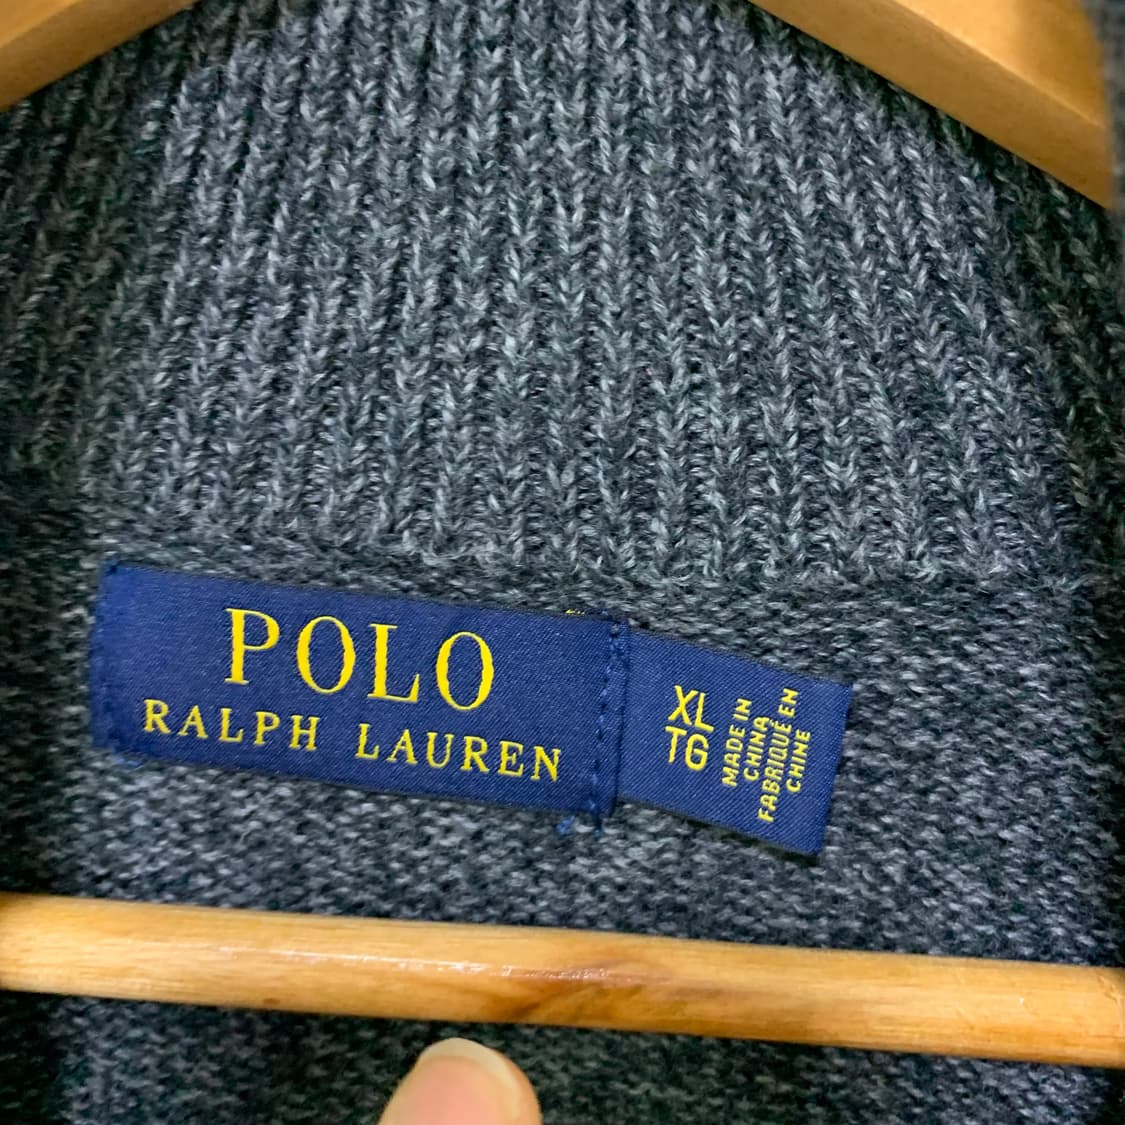 POLO
RALPH LAUREN
XL
TG
MADE IN
CHINA
FABRIQUÉ EN
CHINE